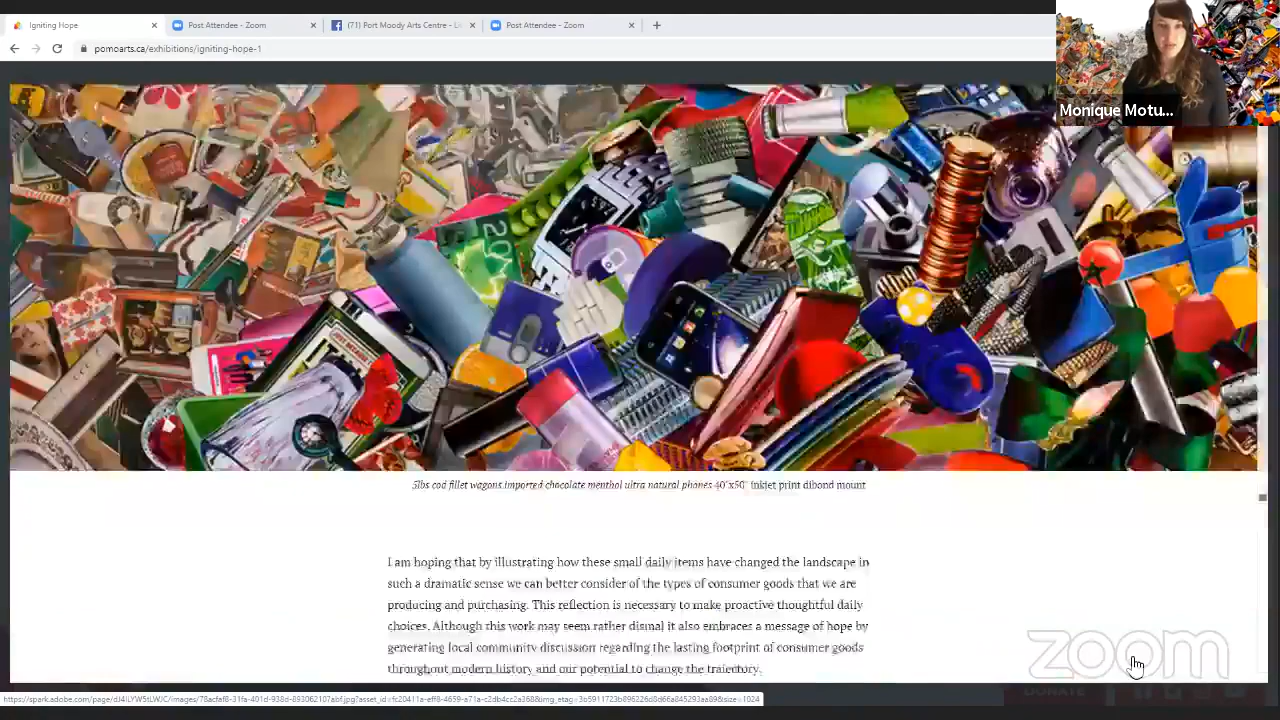 Igniting Hope
Post Attendee - Zoom
(71) Port Moody Arts Centre - Li
Post Attendee - Zoom
pomoarts.ca/exhibitions/igniting-hope-1
Monique Motu...
5lbs cod fillet wagons imported chocolate menthol ultra natural phones 40"x50" inkjet print dibond mount
I am hoping that by illustrating how these small daily items have changed the landscape in
such a dramatic sense we can better consider of the types of consumer goods that we are
producing and purchasing. This reflection is necessary to make proactive thoughtful daily
choices. Although this work may seem rather dismal it also embraces a message of hope by
generating local community discussion regarding the lasting footprint of consumer goods
throughout modern history and our potential to change the trajectory.
zoom
DONATE